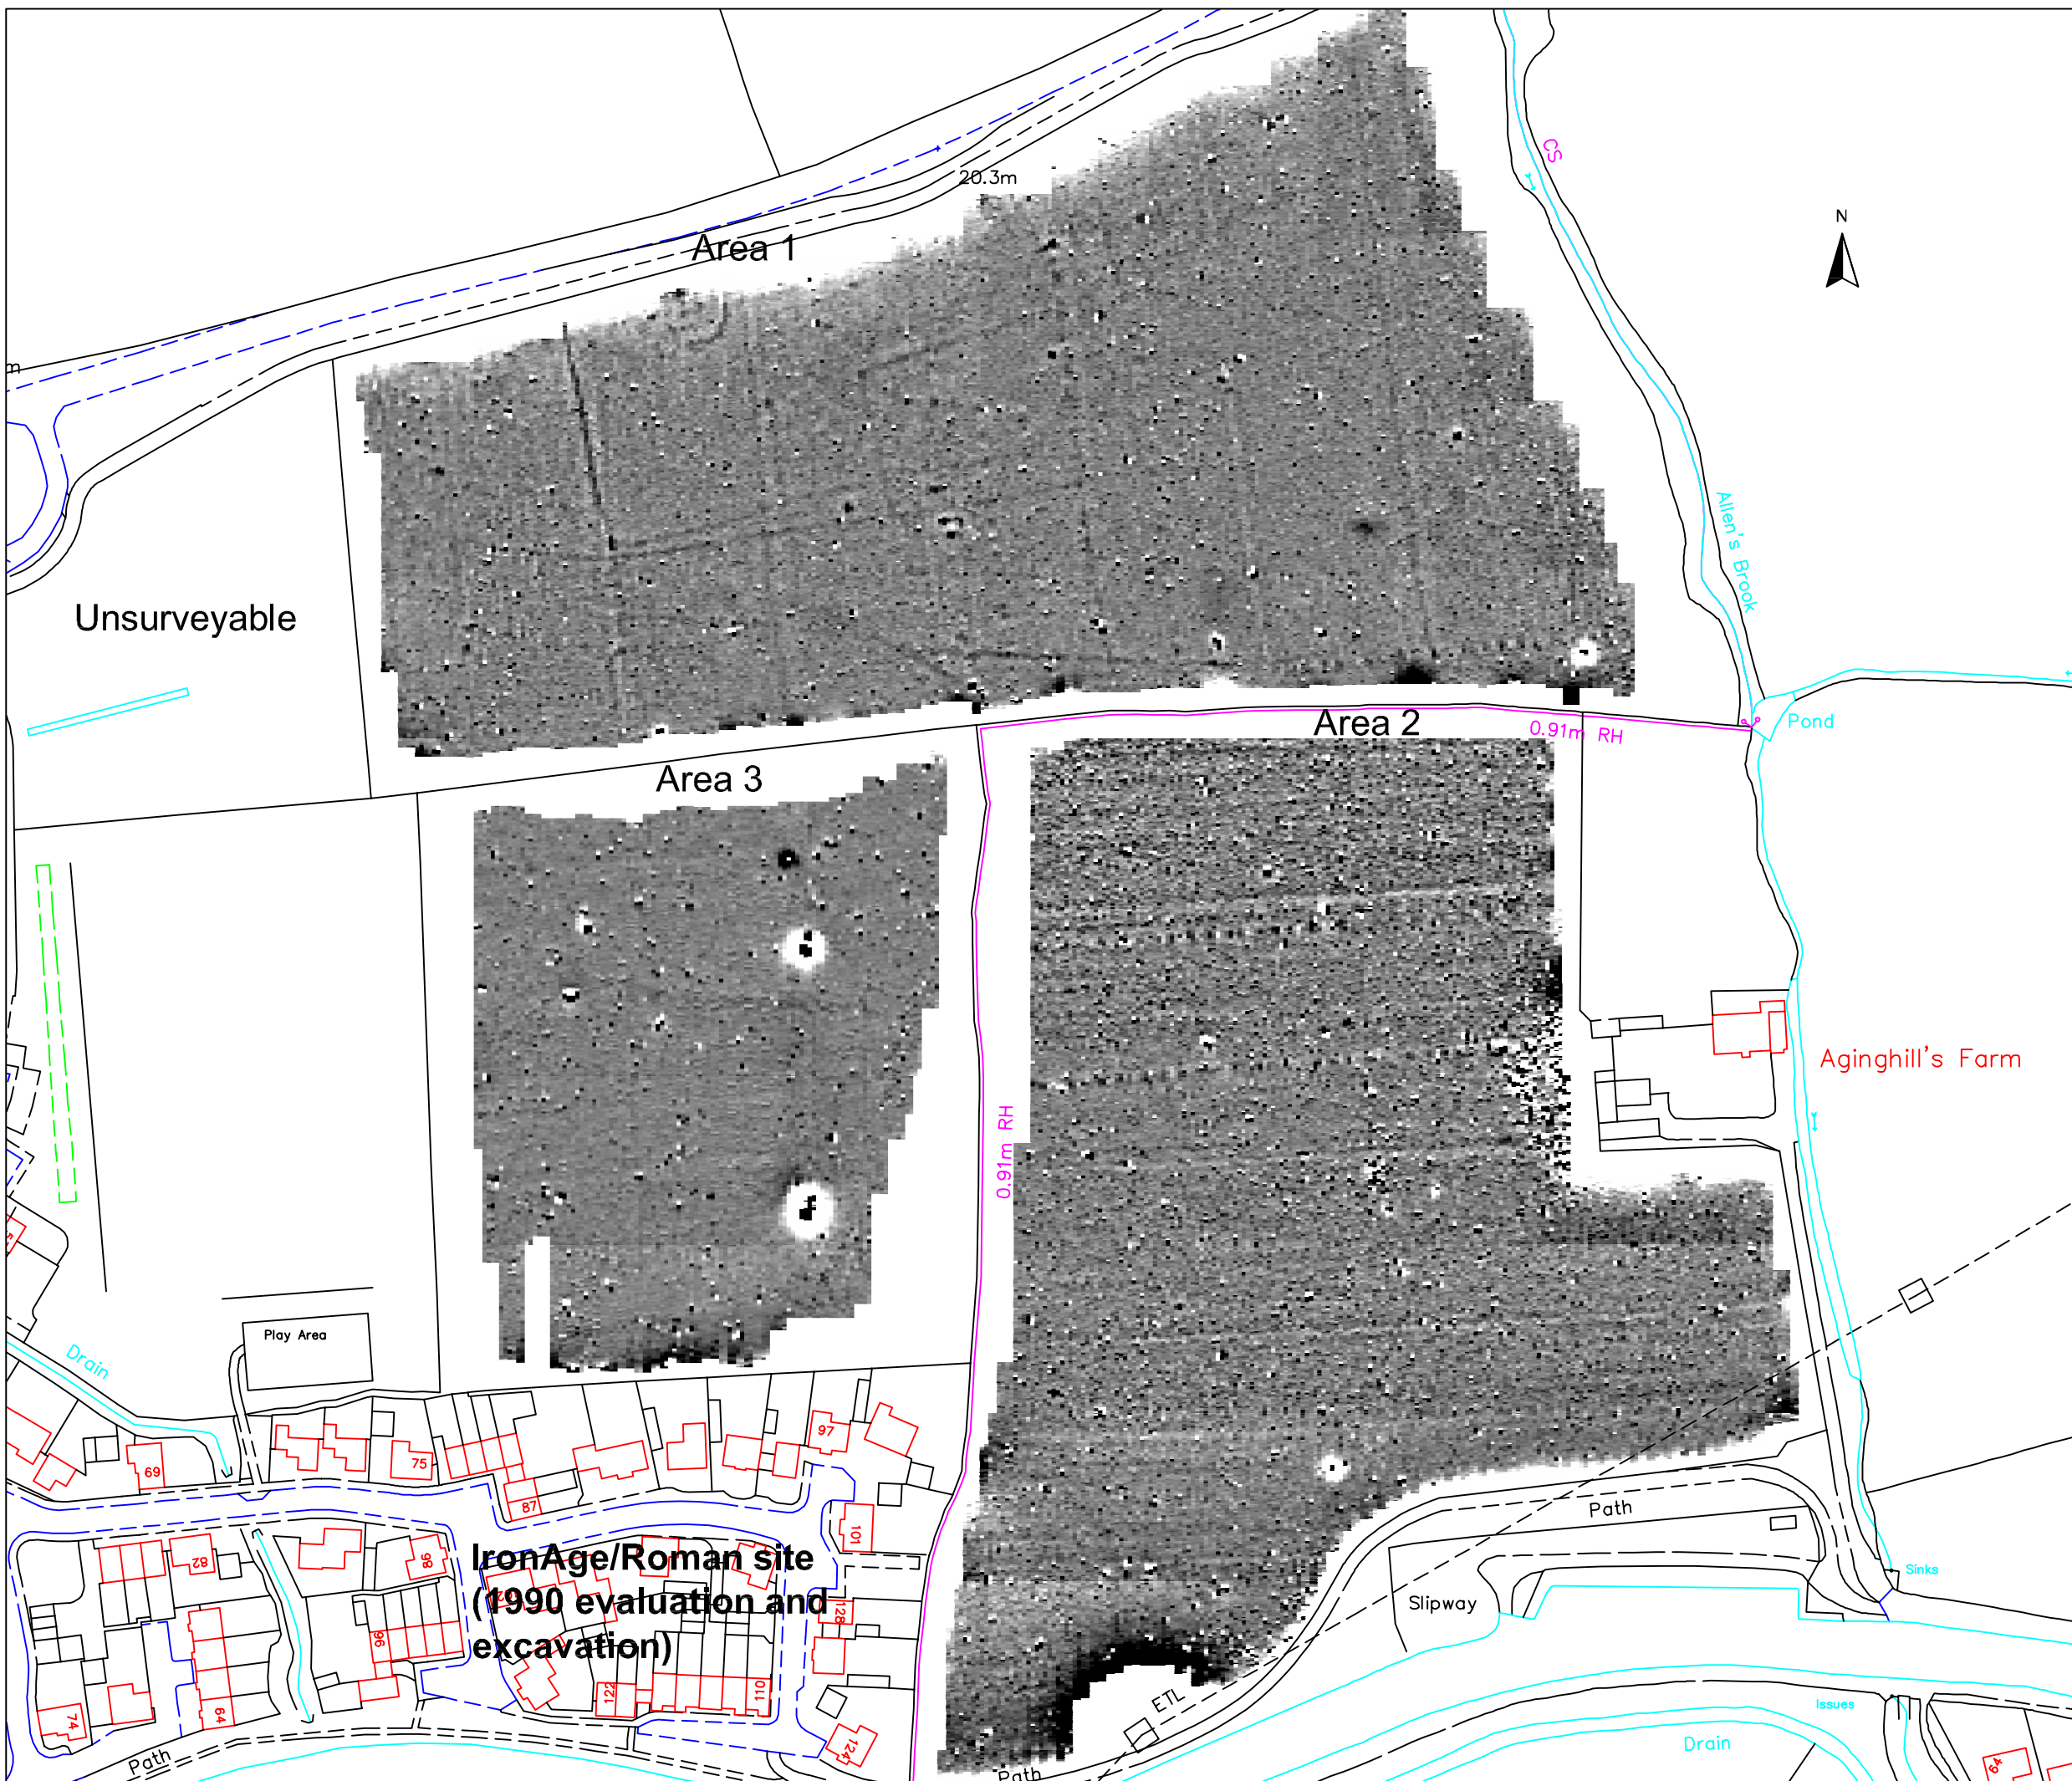 N
CS
20.3m
Area 1
m
Allen's Brook
Unsurveyable
Area 2
0.91m RH
Pond
Area 3
Aginghill's Farm
0.91m RH
Play Area
Drain
97
69
75
87
101
82
98
IronAge/Roman site
(1990 evaluation and
excavation)
128
96
Path
Slipway
Sinks
122
110
74
64
124
ETL
Issues
Drain
Path
Path
49